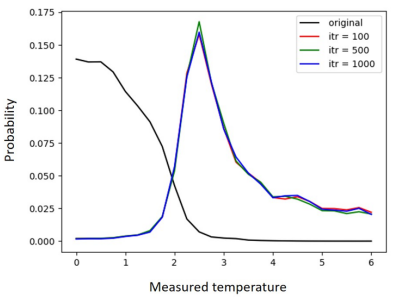 0.175
0.150
0.125
0.100
0.075
0.050
0.025
0.000
Probability
0 1 2 3 4 5 6
Measured temperature
original
itr = 100
itr = 500
itr = 1000